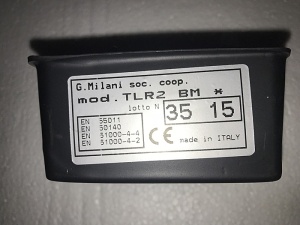 G.Milani soc. coop.
mod. TLR2 BM *
lotto N 35 15
EN 55011
EN 50140
EN 61000-4-4
EN 61000-4-2
CE made in ITALY